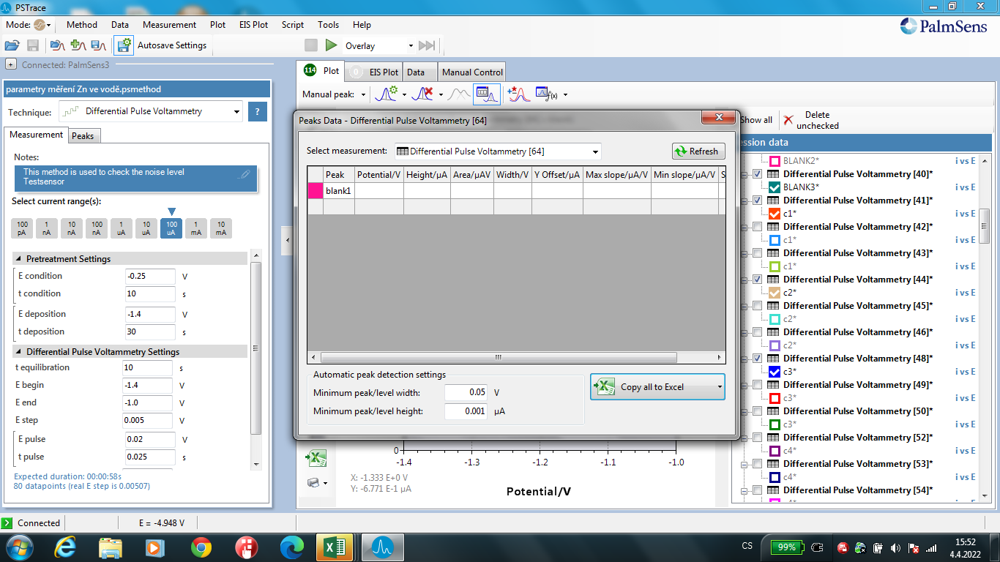 PSTrace
Mode: Method Data Measurement Plot EIS Plot Script Tools Help
PalmSens
Autosave Settings
Overlay
Connected: PalmSens3
parametry měření Zn ve vodě.psmethod
Technique: Differential Pulse Voltammetry ?
Measurement Peaks
Notes:
This method is used to check the noise level
Testsensor
Select current range(s):
100 pA
1 nA
10 nA
100 nA
1 uA
10 uA
100 uA
1 mA
10 mA
Pretreatment Settings
E condition -0.25 V
t condition 10 s
E deposition -1.4 V
t deposition 30 s
Differential Pulse Voltammetry Settings
t equilibration 10 s
E begin -1.4 V
E end -1.0 V
E step 0.005 V
E pulse 0.02 V
t pulse 0.025 s
Expected duration: 00:00:58s
80 datapoints (real E step is 0.00507)
114 Plot 0 EIS Plot Data Manual Control
Manual peak:
Peaks Data - Differential Pulse Voltammetry [64]
Select measurement: Differential Pulse Voltammetry [64] Refresh
Peak Potential/V Height/µA Area/µAV Width/V Y Offset/µA Max slope/µA/V Min slope/µA/V S
blank1
Automatic peak detection settings
Minimum peak/level width: 0.05 V
Minimum peak/level height: 0.001 µA
Copy all to Excel
0
-1.4 -1.3 -1.2 -1.1 -1.0
X: -1.333 E+0 V
Y: -6.771 E-1 µA
Potential/V
how all
Delete
unchecked
ession data
BLANK2* i vs E
Differential Pulse Voltammetry [40]*
BLANK3* i vs E
Differential Pulse Voltammetry [41]*
c1* i vs E
Differential Pulse Voltammetry [42]*
c1* i vs E
Differential Pulse Voltammetry [43]*
c1* i vs E
Differential Pulse Voltammetry [44]*
c2* i vs E
Differential Pulse Voltammetry [45]*
c2* i vs E
Differential Pulse Voltammetry [46]*
c2* i vs E
Differential Pulse Voltammetry [48]*
c3* i vs E
Differential Pulse Voltammetry [49]*
c3* i vs E
Differential Pulse Voltammetry [50]*
c3* i vs E
Differential Pulse Voltammetry [52]*
c4* i vs E
Differential Pulse Voltammetry [53]*
c4* i vs E
Differential Pulse Voltammetry [54]*
Connected E = -4.948 V
CS 99% 15:52
4.4.2022